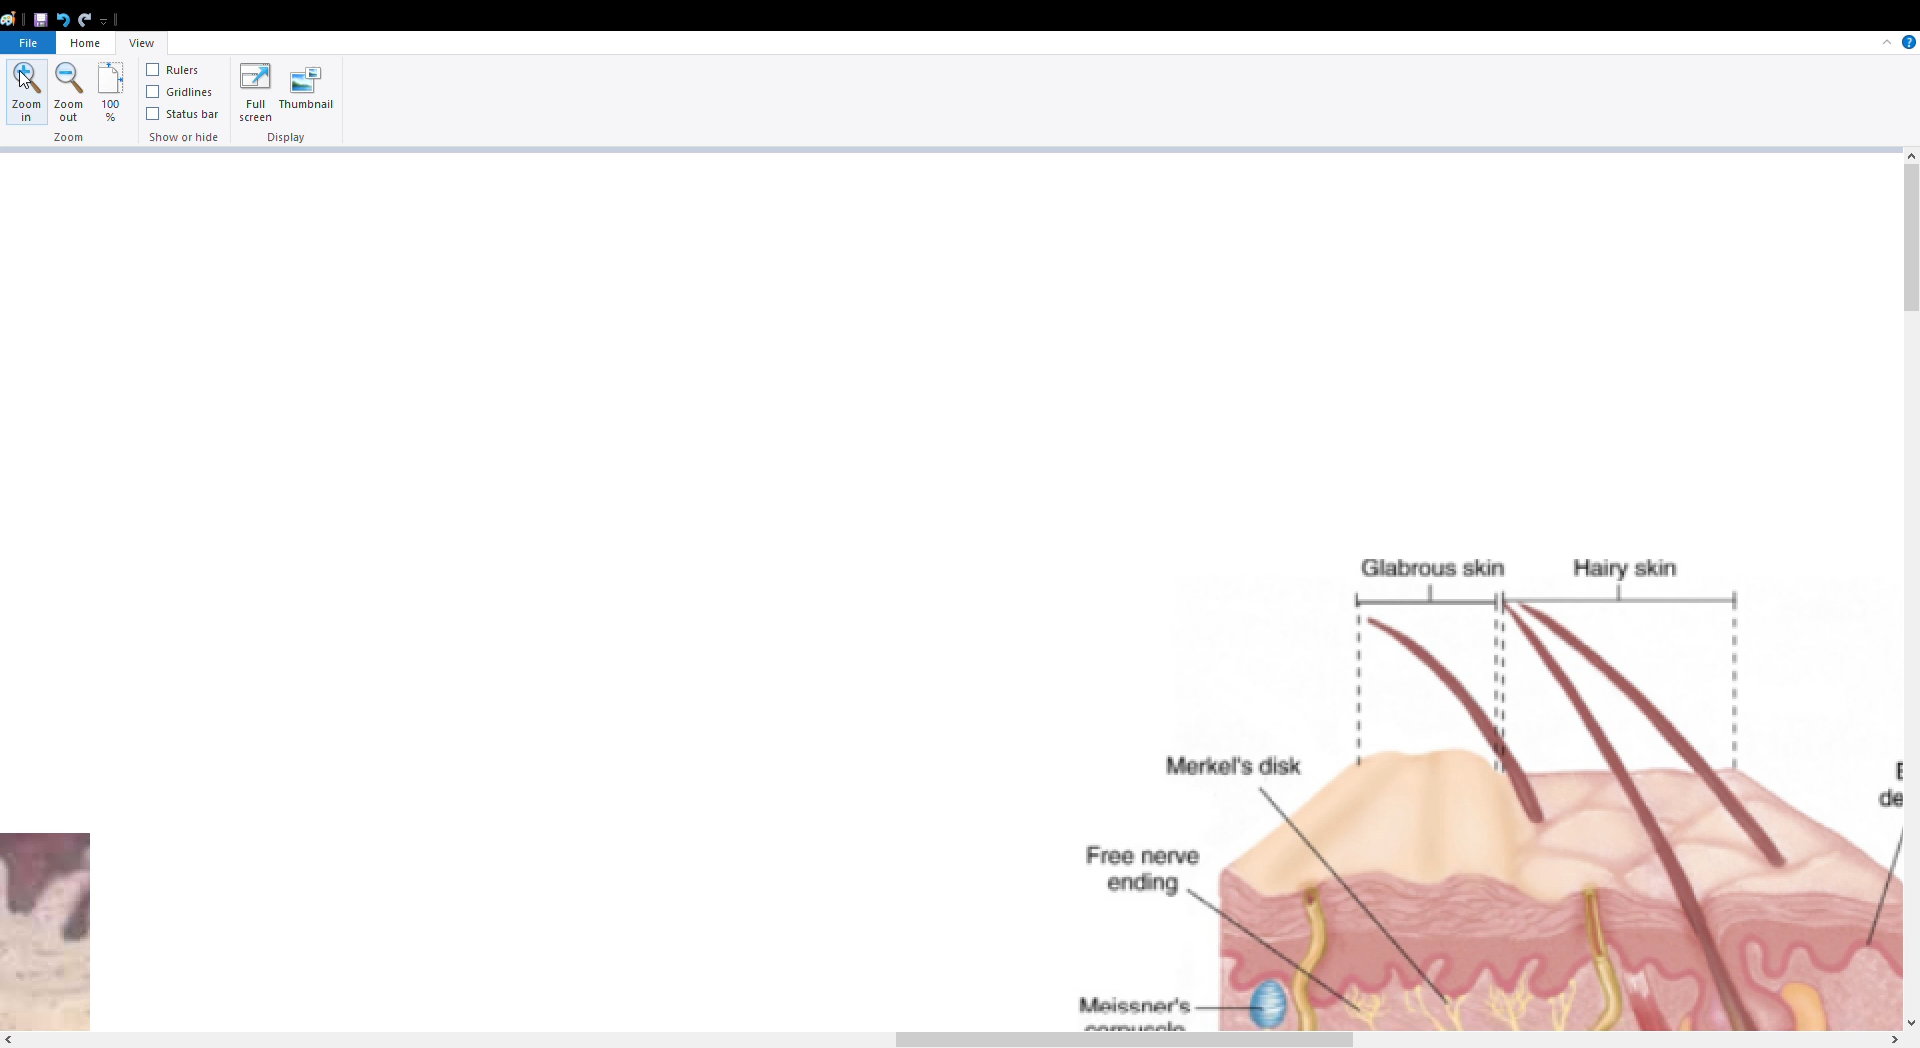 File
Home
View
Zoom in
Zoom out
100 %
Rulers
Gridlines
Status bar
Full screen
Thumbnail
Zoom
Show or hide
Display
Glabrous skin
Hairy skin
Merkel's disk
Free nerve
ending
Meissner's
corpuscle